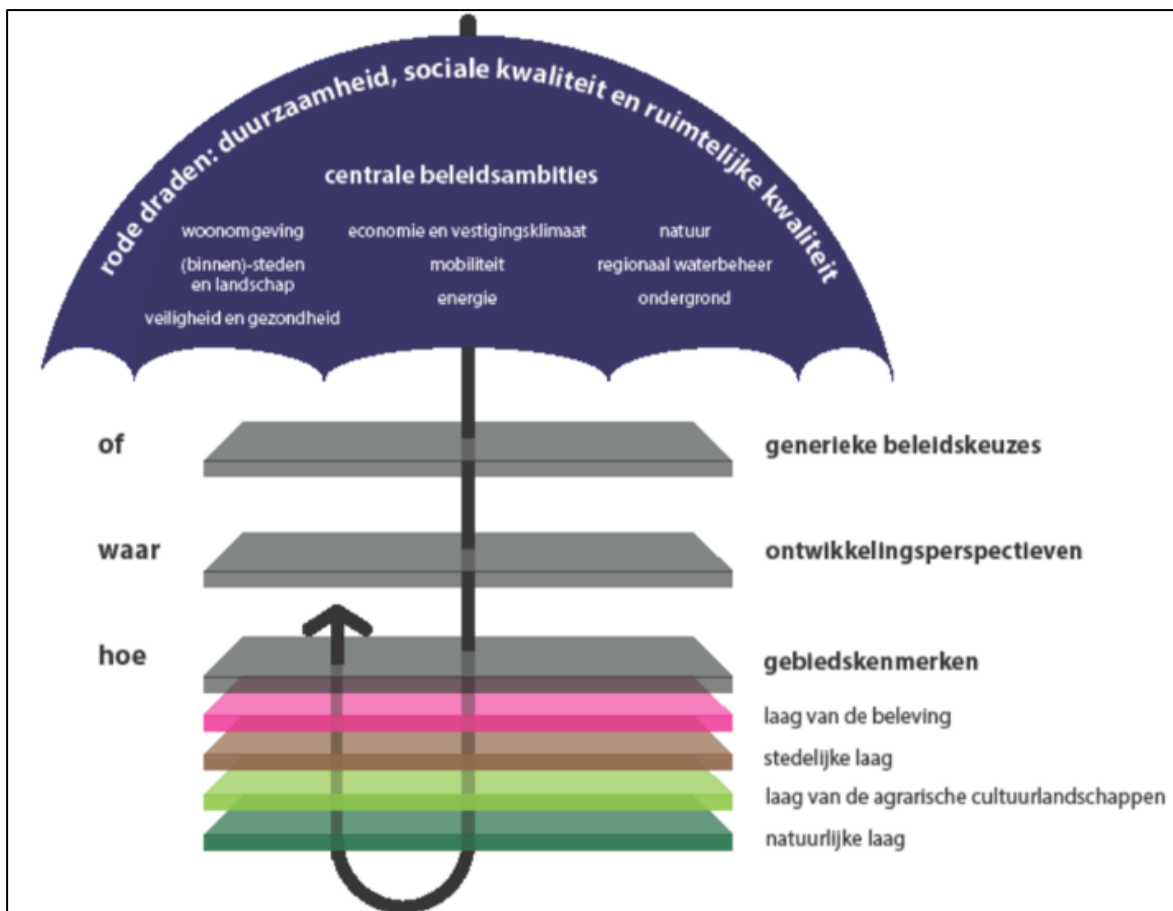 rode draden: duurzaamheid, sociale kwaliteit en ruimtelijke kwaliteit
centrale beleidsambities
woonomgeving
(binnen)-steden
en landschap
veiligheid en gezondheid
economie en vestigingsklimaat
mobiliteit
energie
natuur
regionaal waterbeheer
ondergrond
of
generieke beleidskeuzes
waar
ontwikkelingsperspectieven
hoe
gebiedskenmerken
laag van de beleving
stedelijke laag
laag van de agrarische cultuurlandschappen
natuurlijke laag